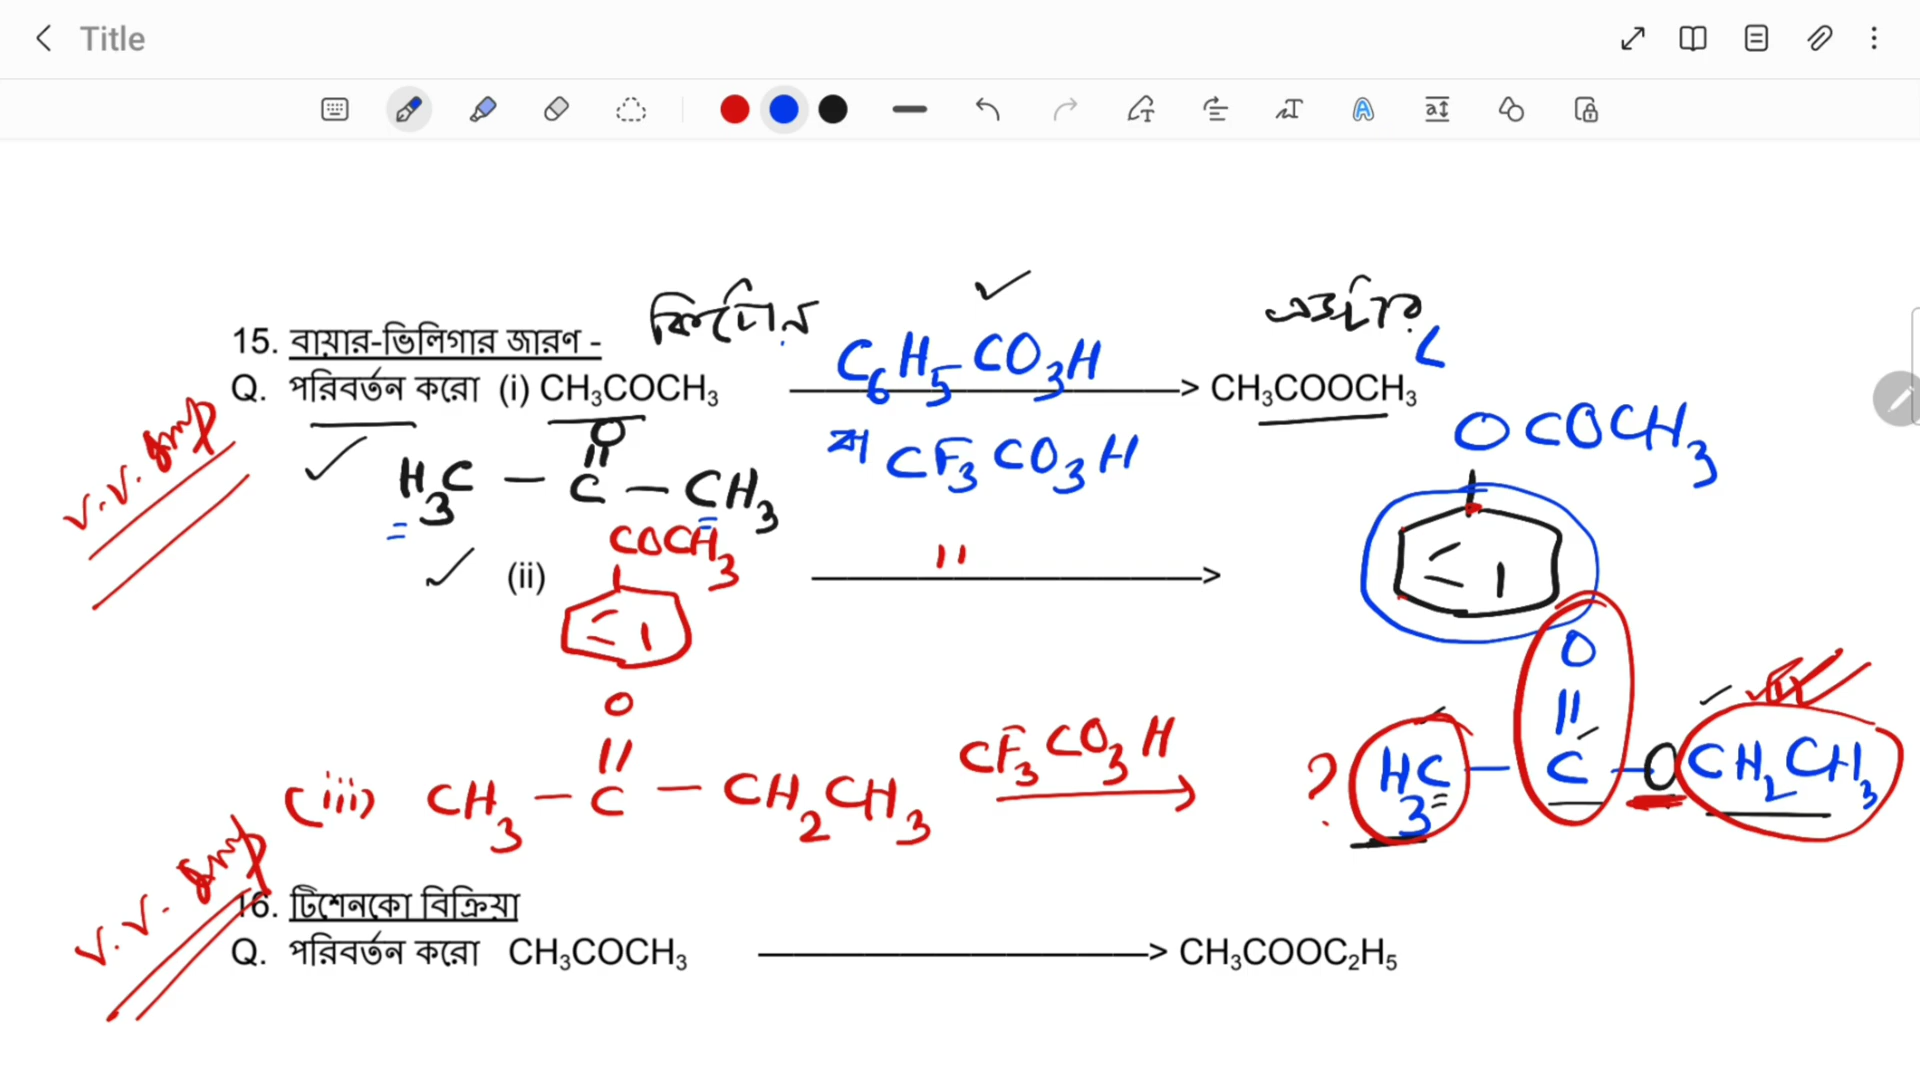 Title
কিটোন
এস্টার
15. বায়ার-ভিলিগার জারণ -
C₆H₅CO₃H
Q. পরিবর্তন করো (i) CH₃COCH₃ ————> CH₃COOCH₃
V.V. Imp
বা CF₃CO₃H
OCOCH₃
O
H₃C — C — CH₃
COCH₃
(ii) ————> 
"
O
O
(iii) CH₃ — C — CH₂CH₃
CF₃CO₃H
? H₃C — C — O CH₂CH₃
V.V. Imp
16. টিশেনকো বিক্রিয়া
Q. পরিবর্তন করো CH₃COCH₃ ————> CH₃COOC₂H₅